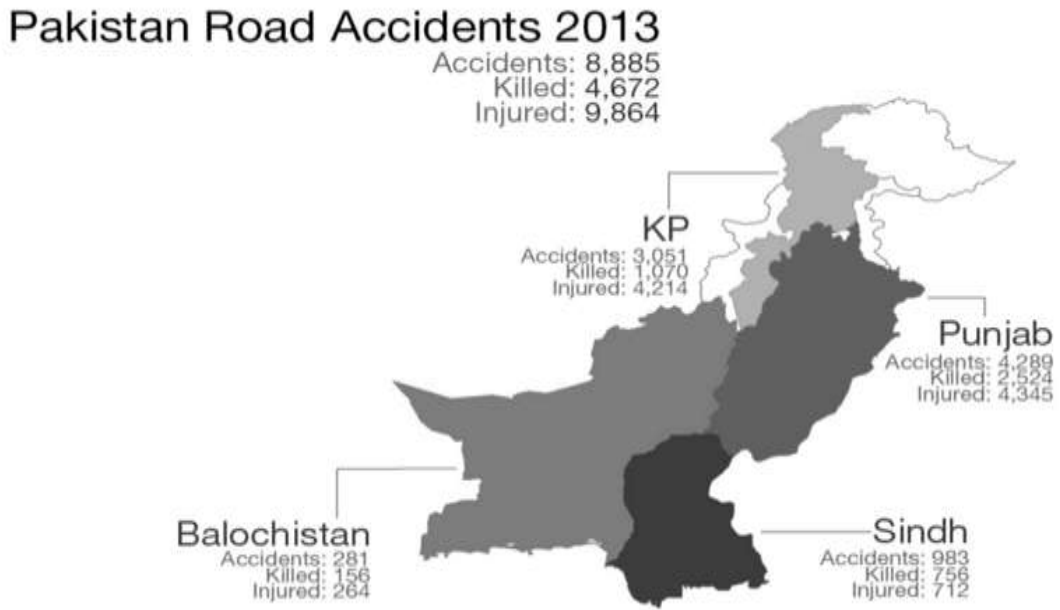 Pakistan Road Accidents 2013
Accidents: 8,885
Killed: 4,672
Injured: 9,864
KP
Accidents: 3,051
Killed: 1,070
Injured: 4,214
Punjab
Accidents: 4,289
Killed: 2,524
Injured: 4,345
Balochistan
Accidents: 281
Killed: 156
Injured: 264
Sindh
Accidents: 983
Killed: 756
Injured: 712